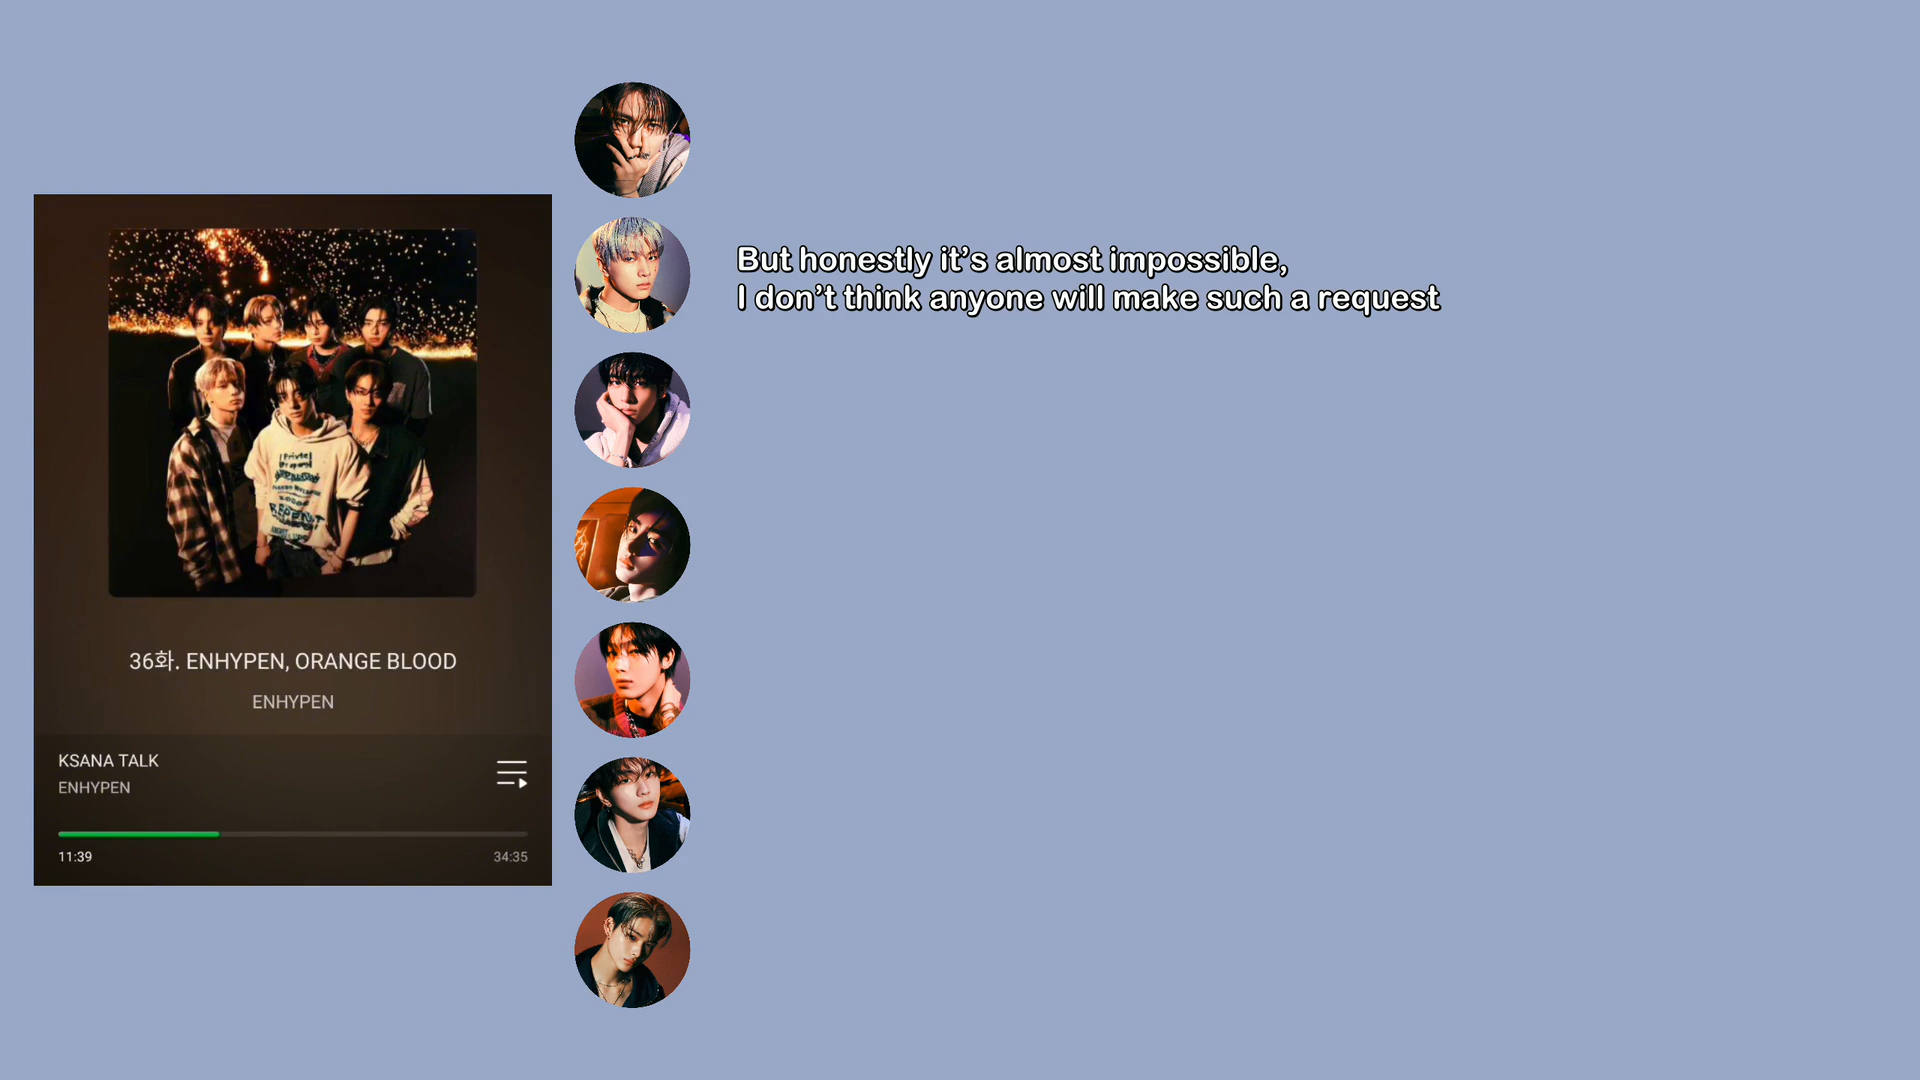 But honestly it’s almost impossible,
I don’t think anyone will make such a request
36화. ENHYPEN, ORANGE BLOOD
ENHYPEN
KSANA TALK
ENHYPEN
11:39
34:35